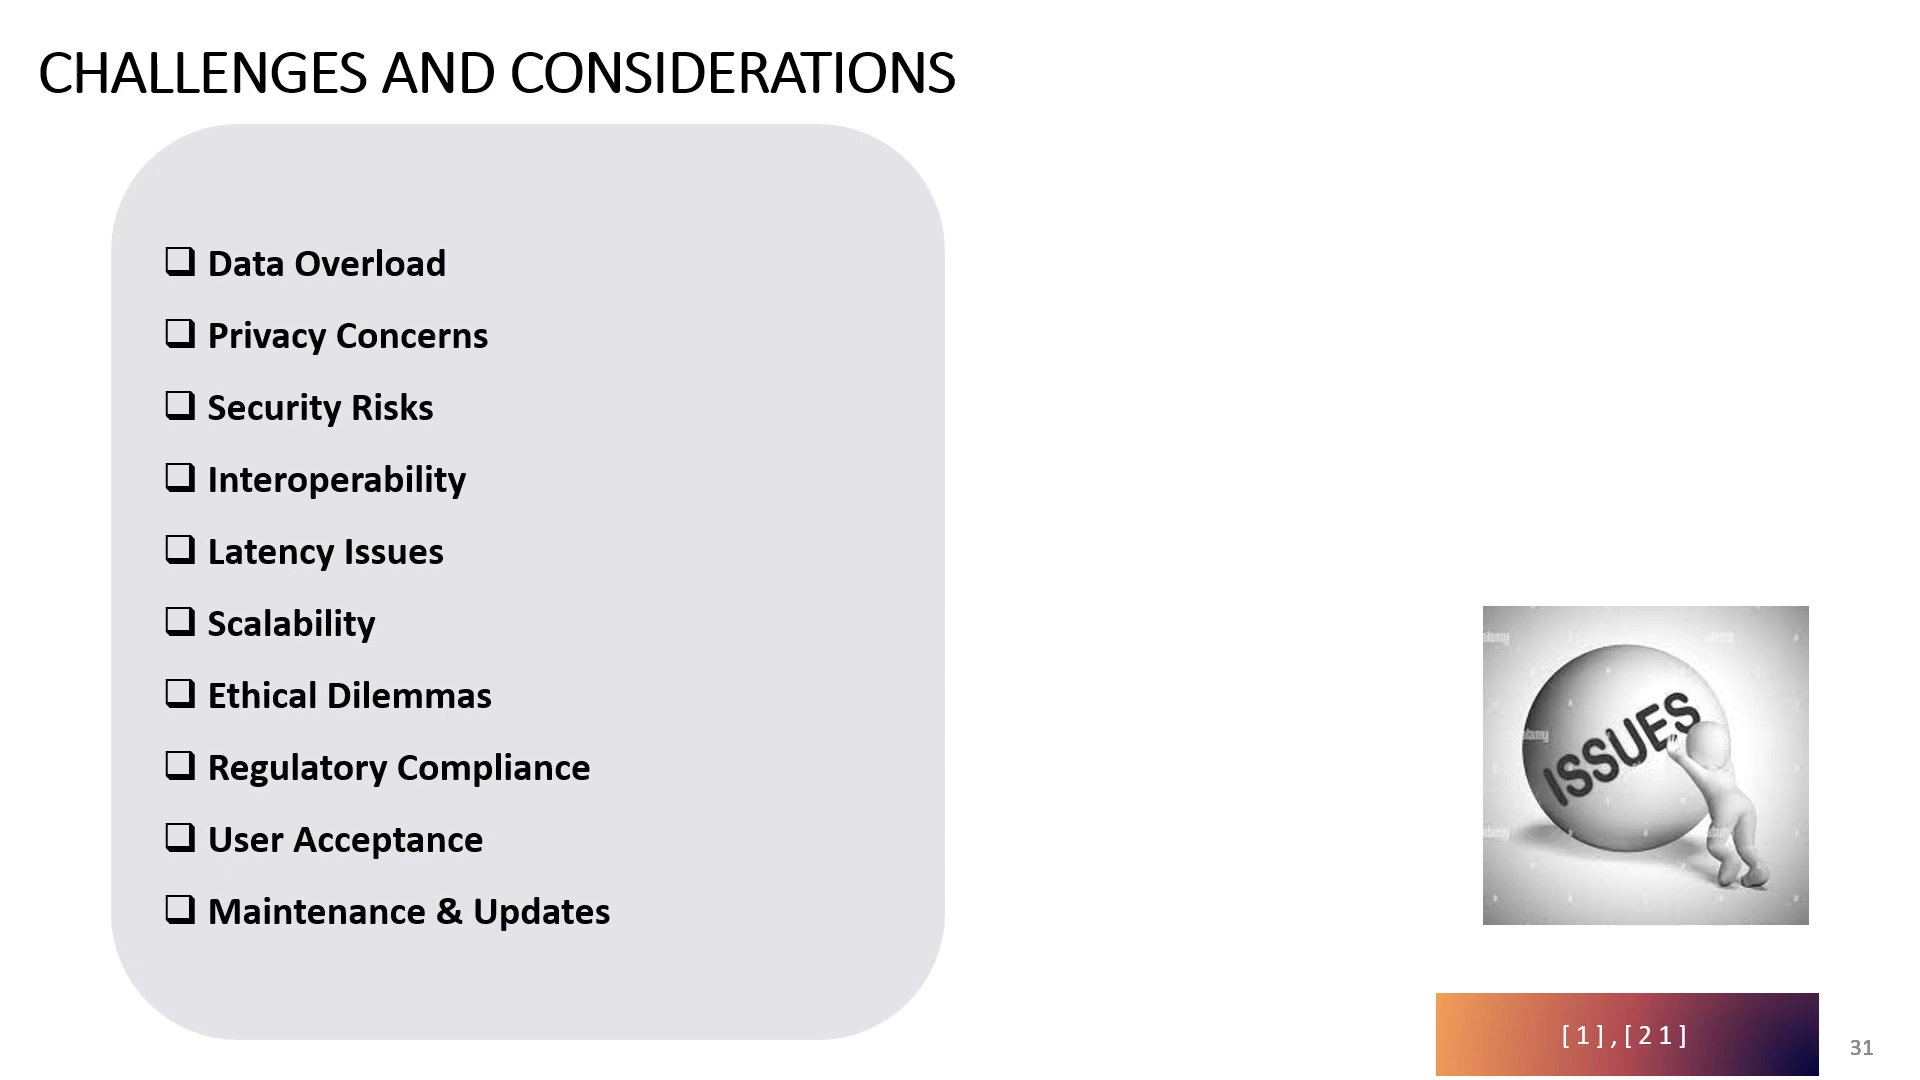 CHALLENGES AND CONSIDERATIONS
❑ Data Overload
❑ Privacy Concerns
❑ Security Risks
❑ Interoperability
❑ Latency Issues
❑ Scalability
❑ Ethical Dilemmas
❑ Regulatory Compliance
❑ User Acceptance
❑ Maintenance & Updates
ISSUES
[1],[21]
31